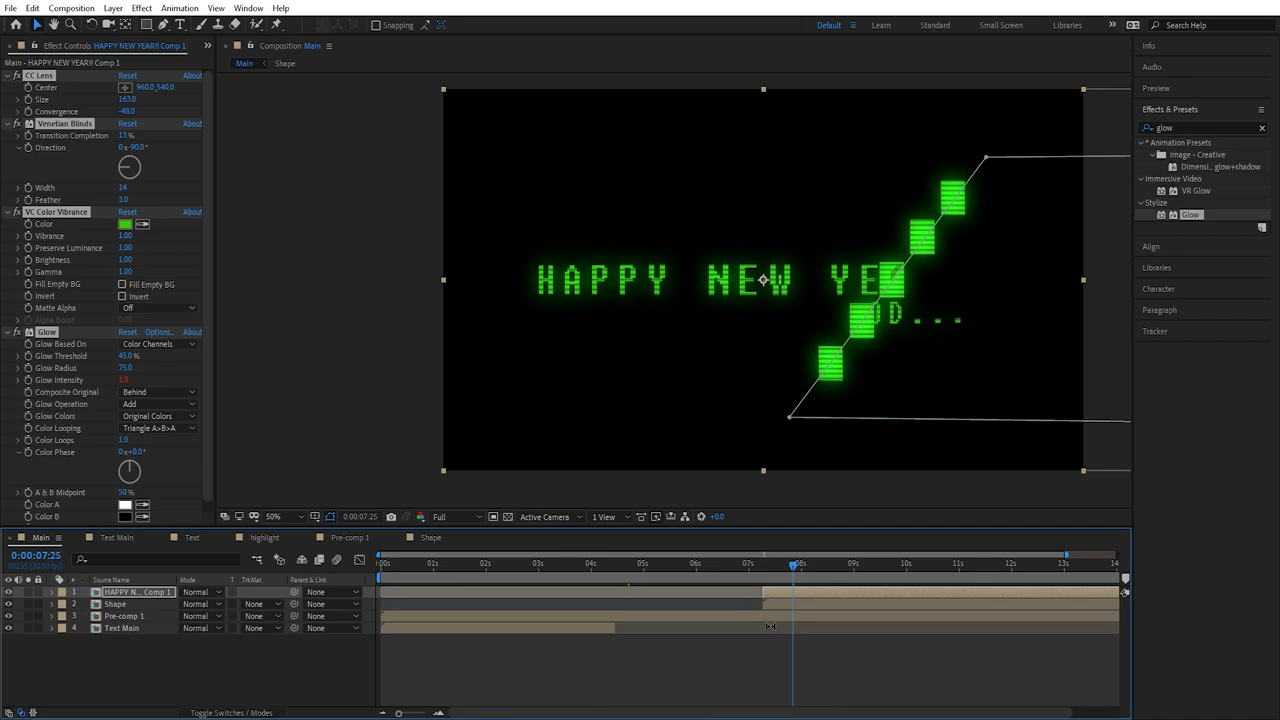 File Edit Composition Layer Effect Animation View Window Help
Snapping Default Learn Standard Small Screen Libraries Search Help
Effect Controls HAPPY NEW YEAR!! Comp 1
Composition Main
Info
Main - HAPPY NEW YEAR!! Comp 1
Main Shape
Audio
fx CC Lens Reset About
Center 960.0,540.0
Size 163.0
Convergence -48.0
fx Venetian Blinds Reset About
Transition Completion 13 %
Direction 0x-90.0°
Width 14
Feather 3.0
VC Color Vibrance Reset About
Color
Vibrance 1.00
Preserve Luminance 1.00
Brightness 1.00
Gamma 1.00
Fill Empty BG Fill Empty BG
Invert Invert
Matte Alpha Off
fx Glow Reset Options... About
Glow Based On Color Channels
Glow Threshold 45.0 %
Glow Radius 75.0
Glow Intensity 1.0
Composite Original Behind
Glow Operation Add
Glow Colors Original Colors
Color Looping Triangle A>B>A
Color Loops 1.0
Color Phase 0x+0.0°
A & B Midpoint 50 %
Color A
Color B
HAPPY NEW YE
D...
Preview
Effects & Presets
glow
* Animation Presets
Image - Creative
Dimensi...glow+shadow
Immersive Video
VR Glow
Stylize
Glow
Align
Libraries
Character
Paragraph
Tracker
50% 0:00:07:25 Full Active Camera 1 View +0.0
Main Text Main Text highlight Pre-comp 1 Shape
0:00:07:25
00235 (30.00 fps)
:00s 01s 02s 03s 04s 05s 06s 07s 08s 09s 10s 11s 12s 13s 14
# Source Name Mode T TrkMat Parent & Link
1 HAPPY N... Comp 1 Normal None
2 Shape Normal None None
3 Pre-comp 1 Normal None None
4 Text Main Normal None None
Toggle Switches / Modes